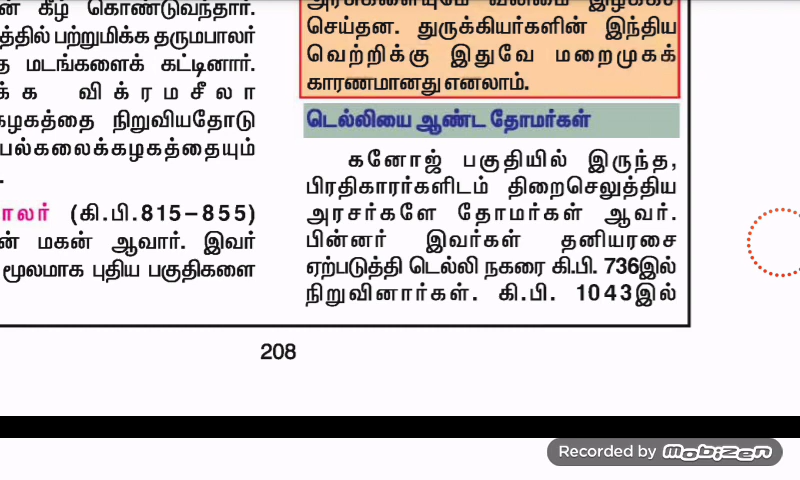 ன் கீழ் கொண்டுவந்தார்.
த்தில் பற்றுமிக்க தருமபாலர்
த மடங்களைக் கட்டினார்.
க்க விக்ரமசீலா
கழகத்தை நிறுவியதோடு
பல்கலைக்கழகத்தையும்
பாலர் (கி.பி.815–855)
ன் மகன் ஆவார். இவர்
மூலமாக புதிய பகுதிகளை
செய்தன. துருக்கியர்களின் இந்திய
வெற்றிக்கு இதுவே மறைமுகக்
காரணமானது எனலாம்.
டெல்லியை ஆண்ட தோமர்கள்
கனோஜ் பகுதியில் இருந்த,
பிரதிகாரர்களிடம் திறைசெலுத்திய
அரசர்களே தோமர்கள் ஆவர்.
பின்னர் இவர்கள் தனியரசை
ஏற்படுத்தி டெல்லி நகரை கி.பி. 736இல்
நிறுவினார்கள். கி.பி. 1043இல்
208
Recorded by Mobizen